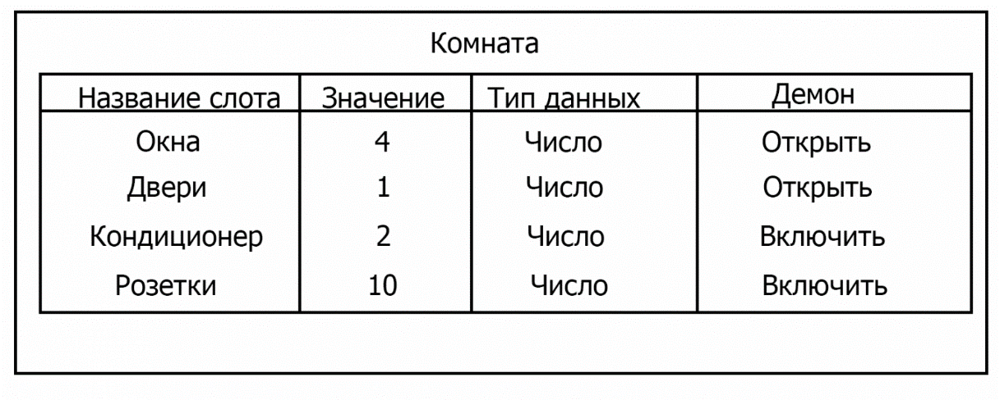 Комната
Название слота Значение Тип данных Демон
Окна 4 Число Открыть
Двери 1 Число Открыть
Кондиционер 2 Число Включить
Розетки 10 Число Включить